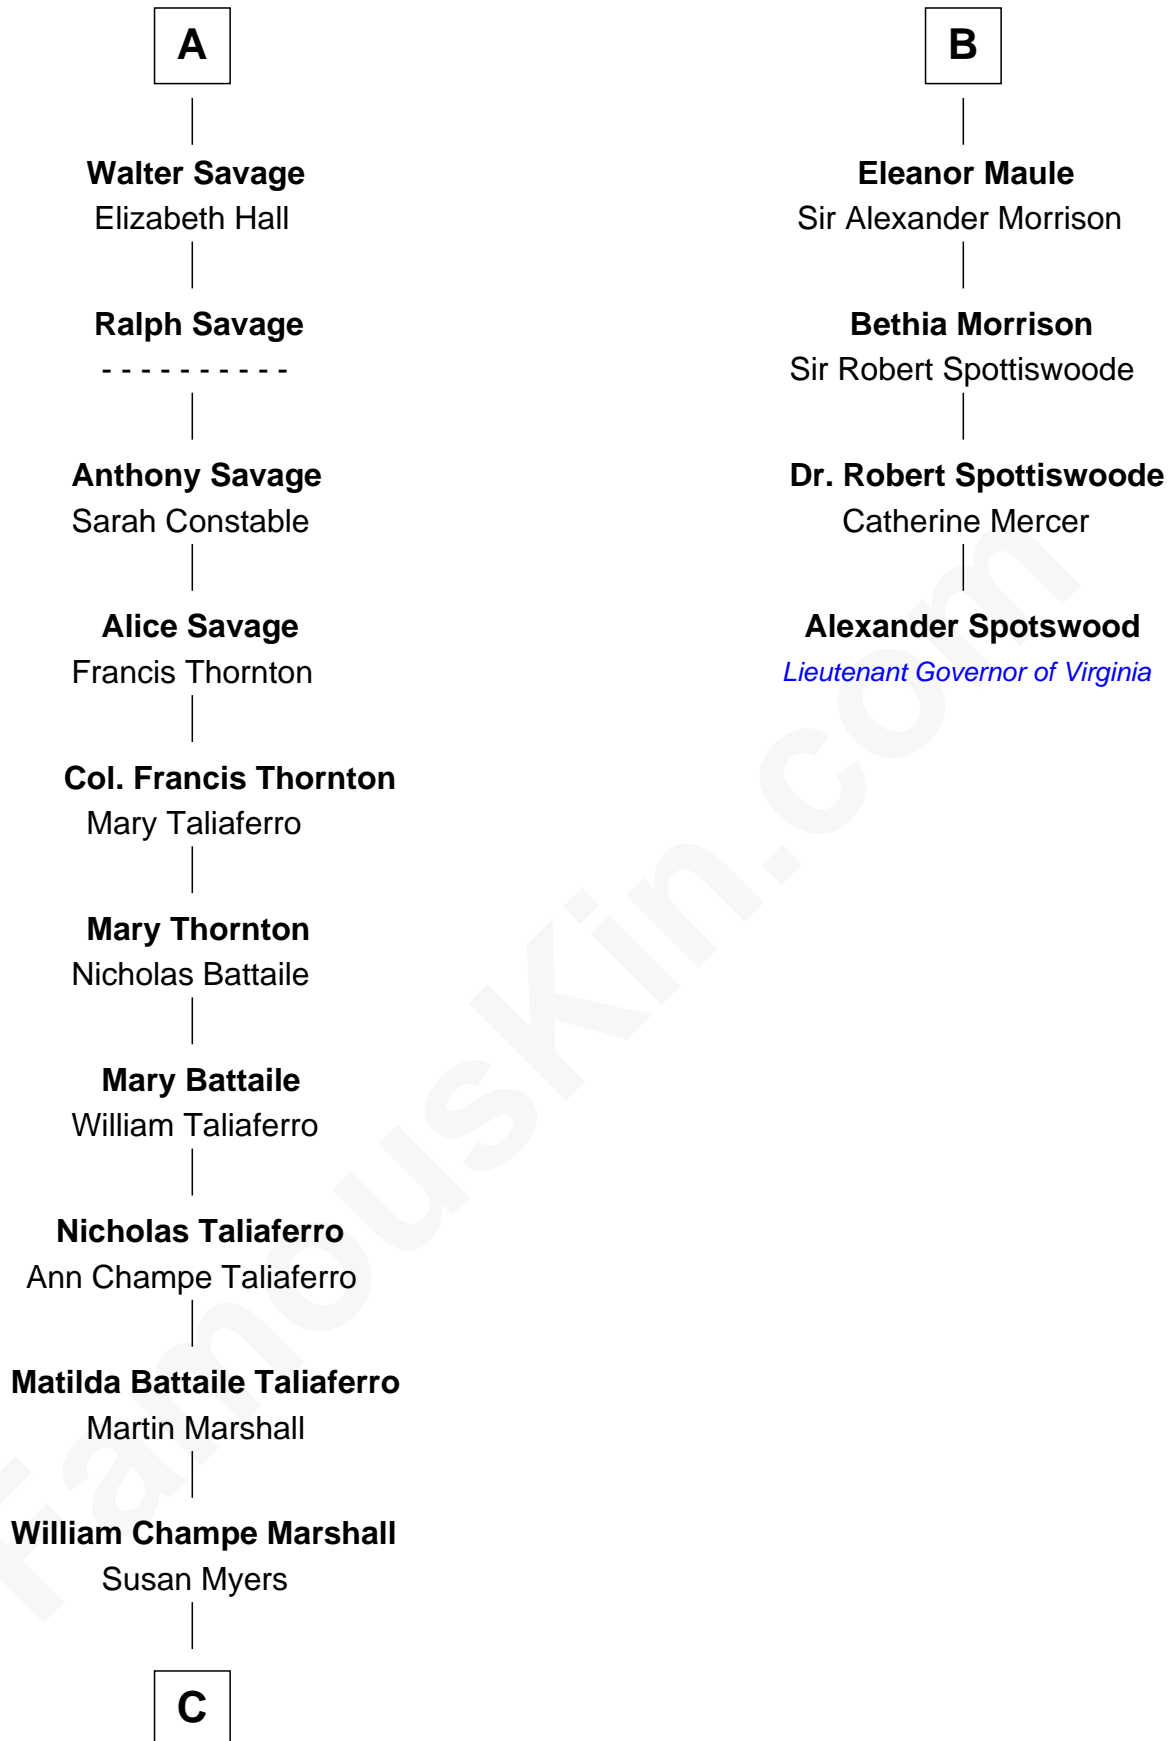 A
Walter Savage
Elizabeth Hall
Ralph Savage
- - - - - - - - - -
Anthony Savage
Sarah Constable
Alice Savage
Francis Thornton
Col. Francis Thornton
Mary Taliaferro
Mary Thornton
Nicholas Battaile
Mary Battaile
William Taliaferro
Nicholas Taliaferro
Ann Champe Taliaferro
Matilda Battaile Taliaferro
Martin Marshall
William Champe Marshall
Susan Myers
C
B
Eleanor Maule
Sir Alexander Morrison
Bethia Morrison
Sir Robert Spottiswoode
Dr. Robert Spottiswoode
Catherine Mercer
Alexander Spotswood
Lieutenant Governor of Virginia
FamousKin.com